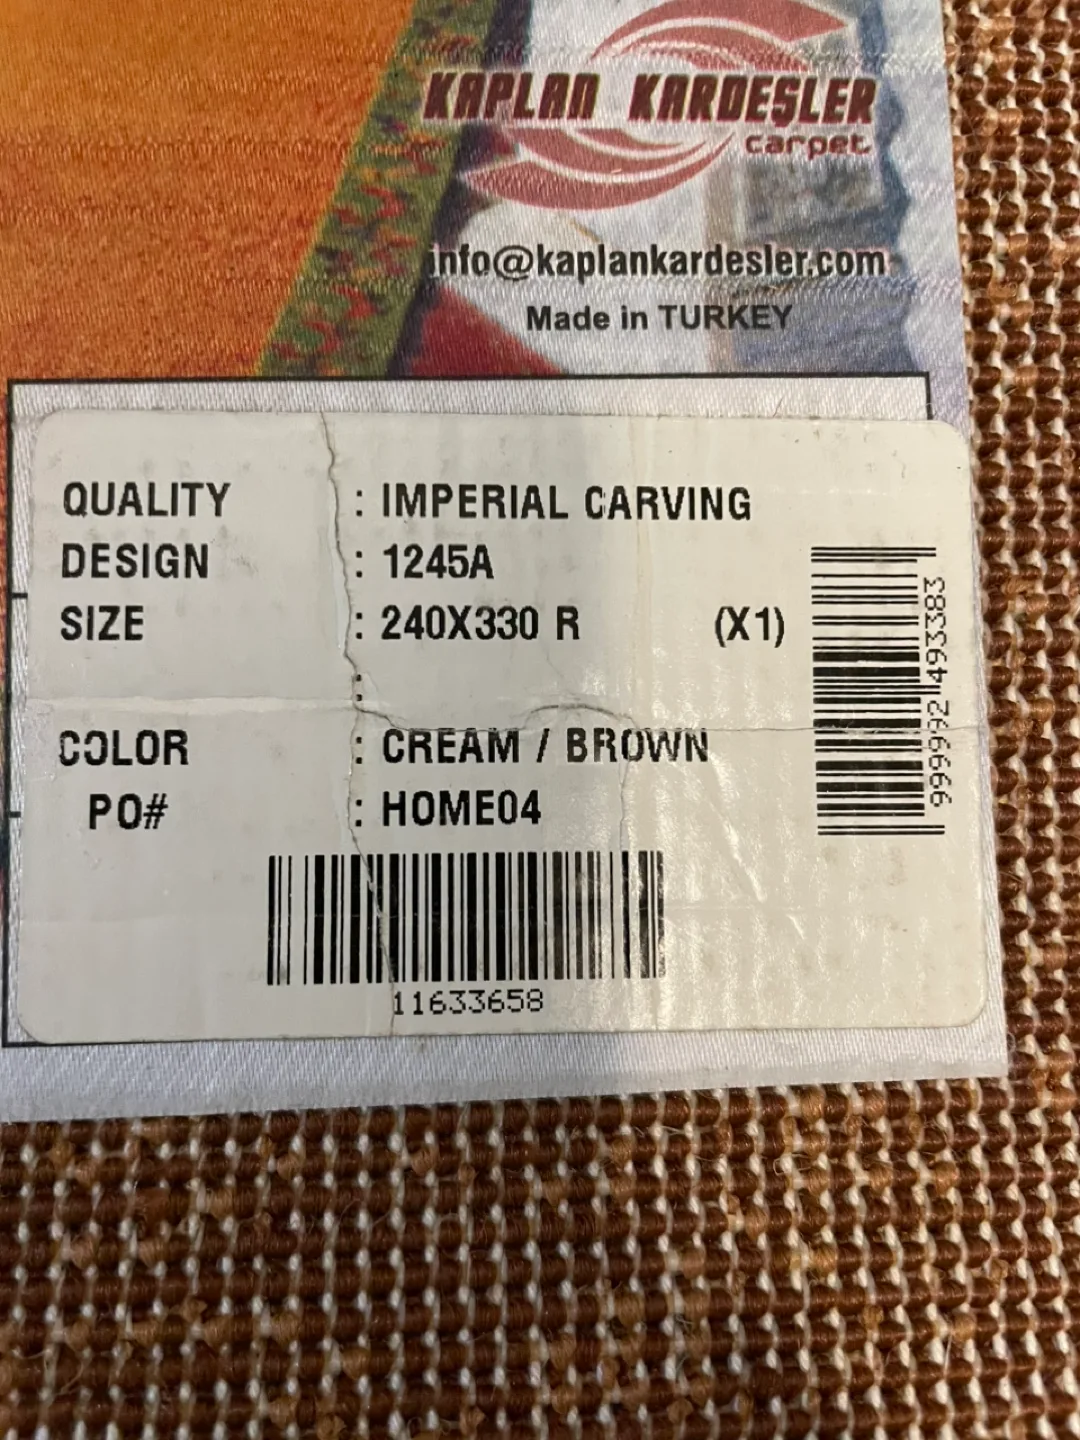 KAPLAN KARDEŞLER
carpet
info@kaplankardesler.com
Made in TURKEY
QUALITY : IMPERIAL CARVING
DESIGN : 1245A
SIZE : 240X330 R (X1)
:
COLOR : CREAM / BROWN
PO# : HOME04
11633658
9999992493383